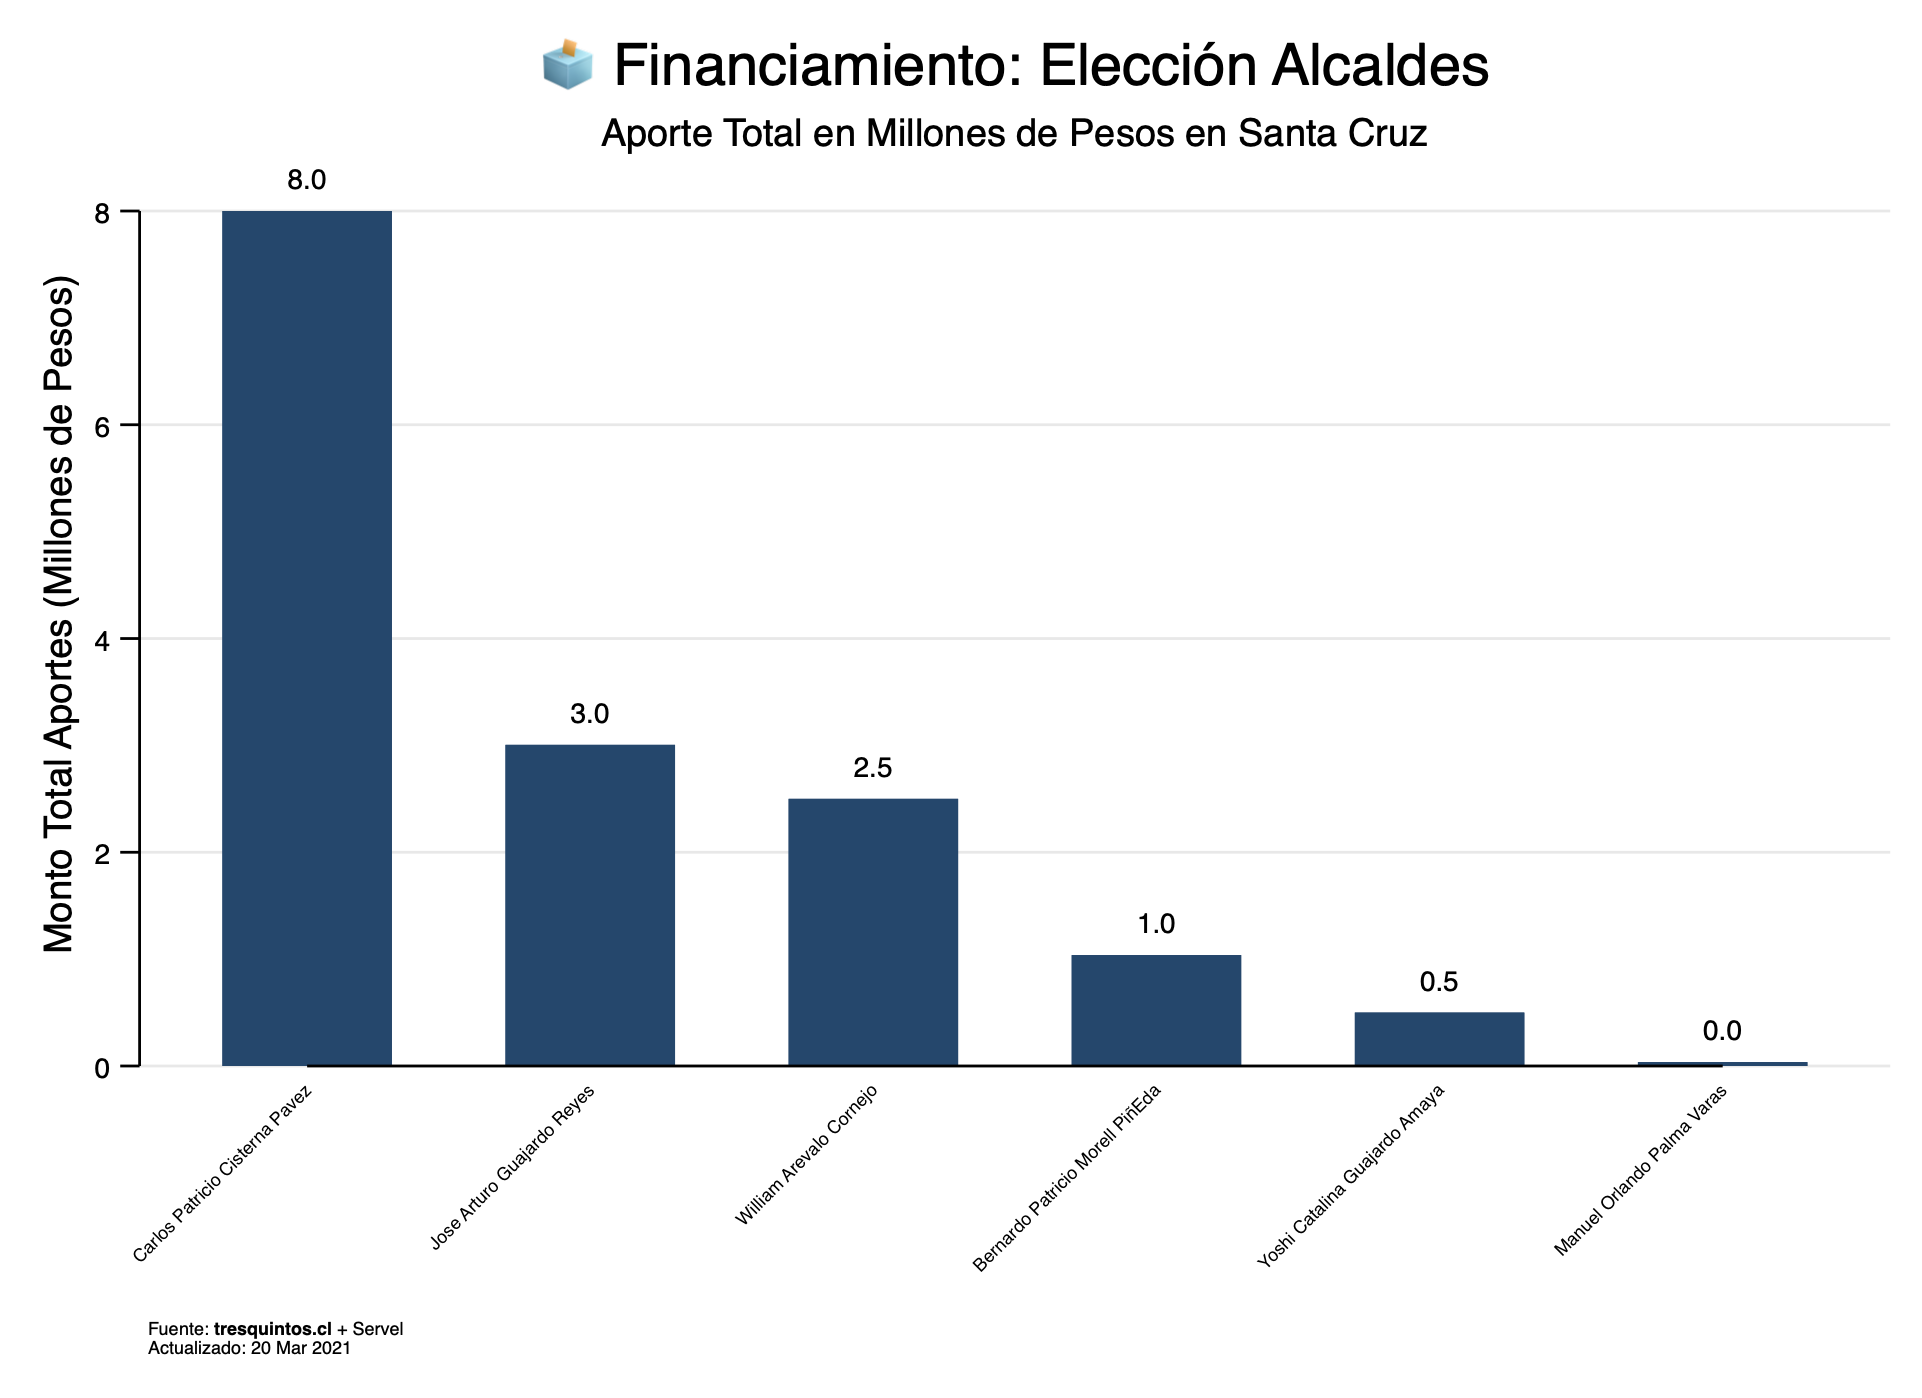 Financiamiento: Elección Alcaldes
Aporte Total en Millones de Pesos en Santa Cruz
Monto Total Aportes (Millones de Pesos)
8
6
4
2
0
8.0
3.0
2.5
1.0
0.5
0.0
Carlos Patricio Cisterna Pavez
Jose Arturo Guajardo Reyes
William Arevalo Cornejo
Bernardo Patricio Morell PiñEda
Yoshi Catalina Guajardo Amaya
Manuel Orlando Palma Varas
Fuente: tresquintos.cl + Servel
Actualizado: 20 Mar 2021